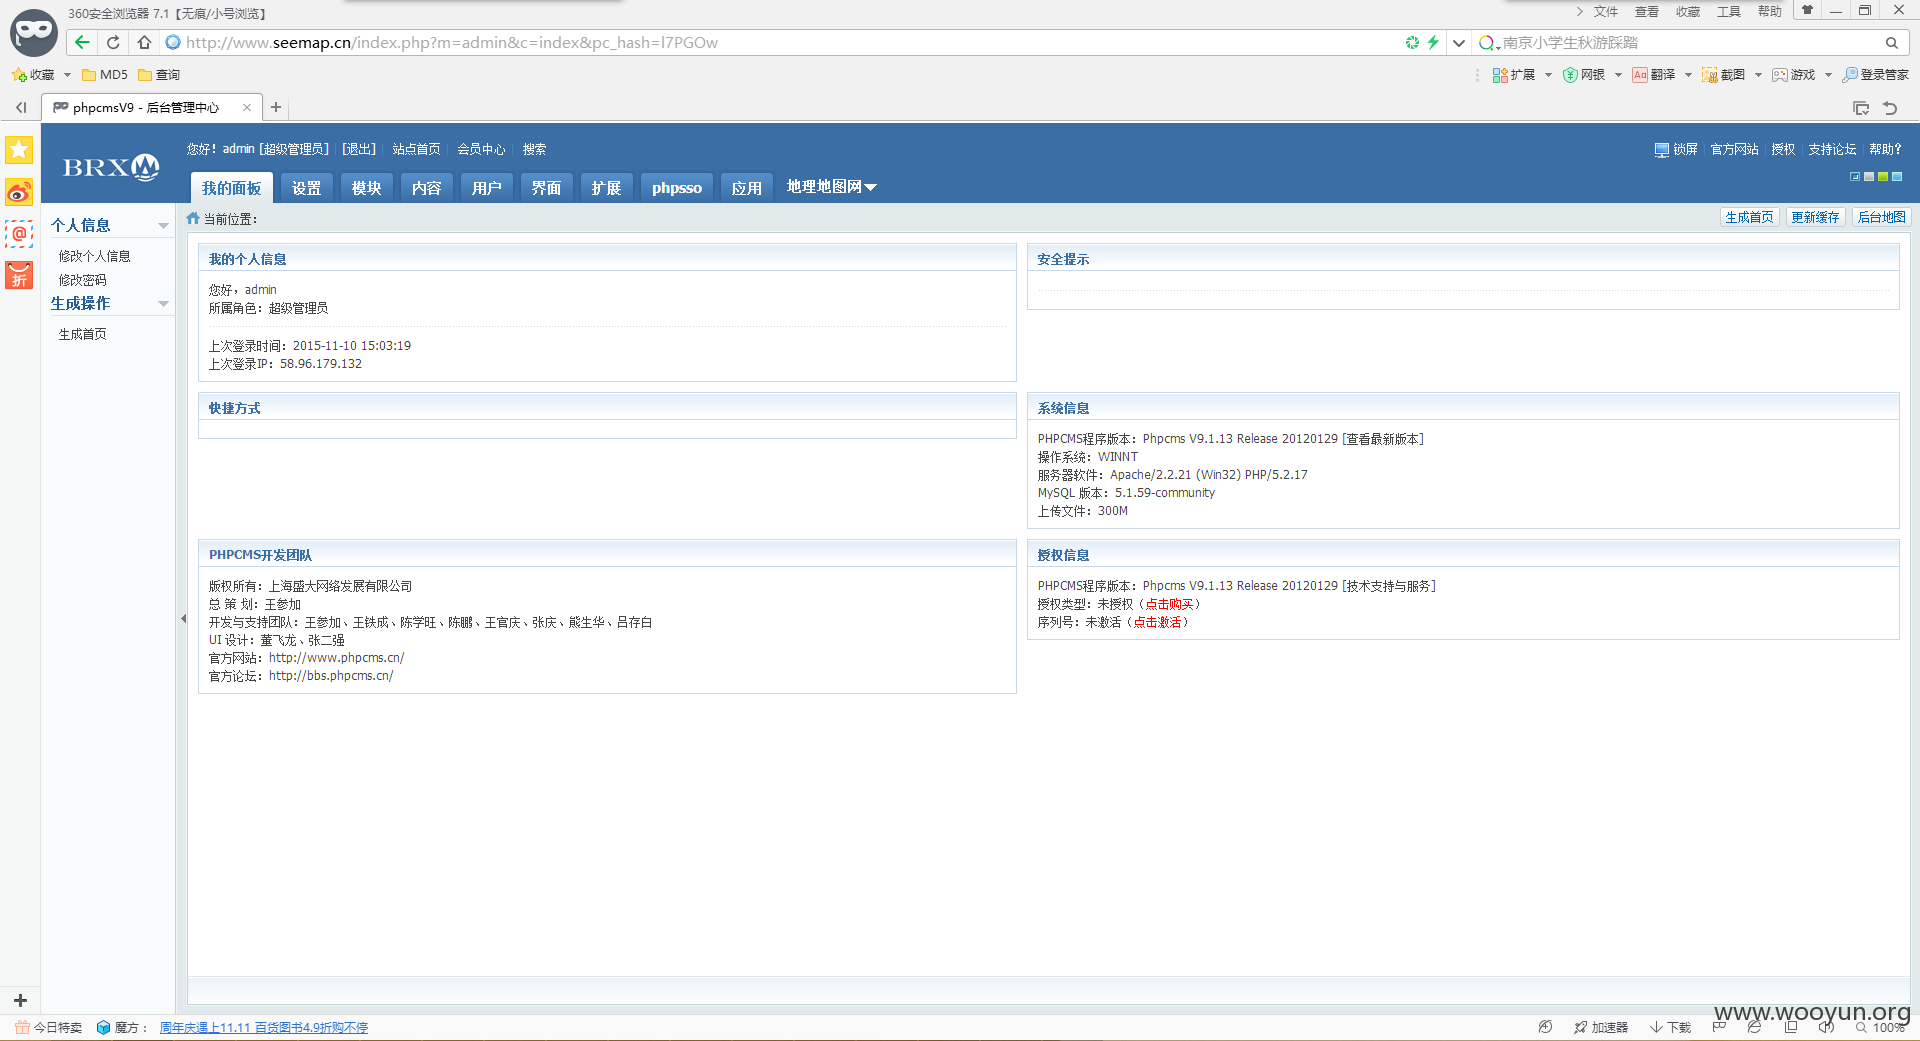 360安全浏览器 7.1【无痕/小号浏览】
文件 查看 收藏 工具 帮助
http://www.seemap.cn/index.php?m=admin&c=index&pc_hash=l7PGOw
南京小学生秋游踩踏
收藏 MD5 查询
扩展 网银 翻译 截图 游戏 登录管家
phpcmsV9 - 后台管理中心
BRX
您好！admin [超级管理员] [退出] 站点首页 会员中心 搜索
锁屏 官方网站 授权 支持论坛 帮助?
我的面板 设置 模块 内容 用户 界面 扩展 phpsso 应用 地理地图网
当前位置：
生成首页 更新缓存 后台地图
个人信息
修改个人信息
修改密码
生成操作
生成首页
我的个人信息
您好，admin
所属角色：超级管理员
上次登录时间：2015-11-10 15:03:19
上次登录IP：58.96.179.132
安全提示
快捷方式
系统信息
PHPCMS程序版本：Phpcms V9.1.13 Release 20120129 [查看最新版本]
操作系统：WINNT
服务器软件：Apache/2.2.21 (Win32) PHP/5.2.17
MySQL 版本：5.1.59-community
上传文件：300M
PHPCMS开发团队
版权所有：上海盛大网络发展有限公司
总 策 划：王参加
开发与支持团队：王参加、王铁成、陈学旺、陈鹏、王官庆、张庆、熊生华、吕存白
UI 设计：董飞龙、张二强
官方网站：http://www.phpcms.cn/
官方论坛：http://bbs.phpcms.cn/
授权信息
PHPCMS程序版本：Phpcms V9.1.13 Release 20120129 [技术支持与服务]
授权类型：未授权（点击购买）
序列号：未激活（点击激活）
www.wooyun.org
今日特卖 魔方： 周年庆遇上11.11 百货图书4.9折购不停
加速器 下载 100%
折